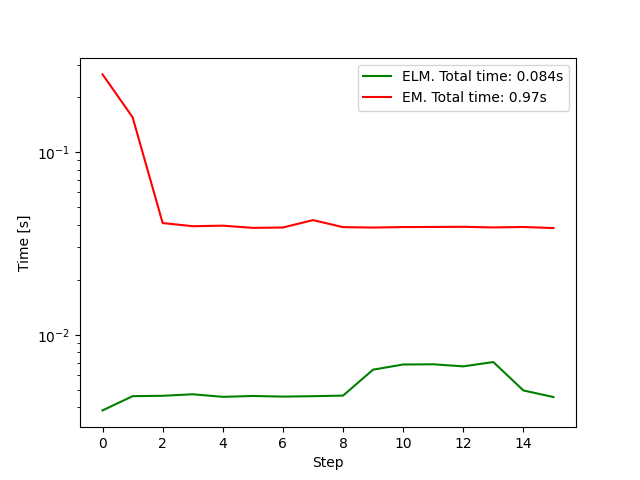 ELM. Total time: 0.084s
EM. Total time: 0.97s
Time [s]
10⁻¹
10⁻²
0 2 4 6 8 10 12 14
Step